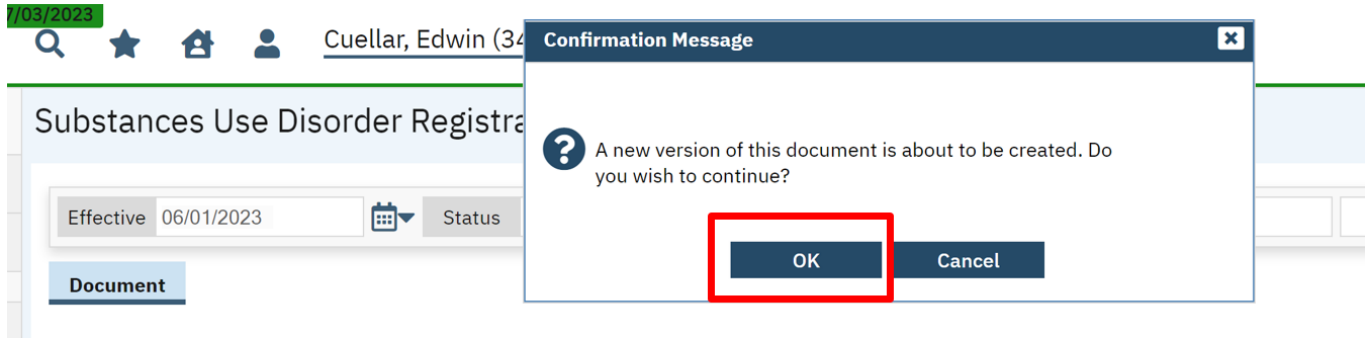 7/03/2023
Cuellar, Edwin (34
Confirmation Message
Substances Use Disorder Registra
A new version of this document is about to be created. Do
you wish to continue?
Effective 06/01/2023 Status
OK Cancel
Document